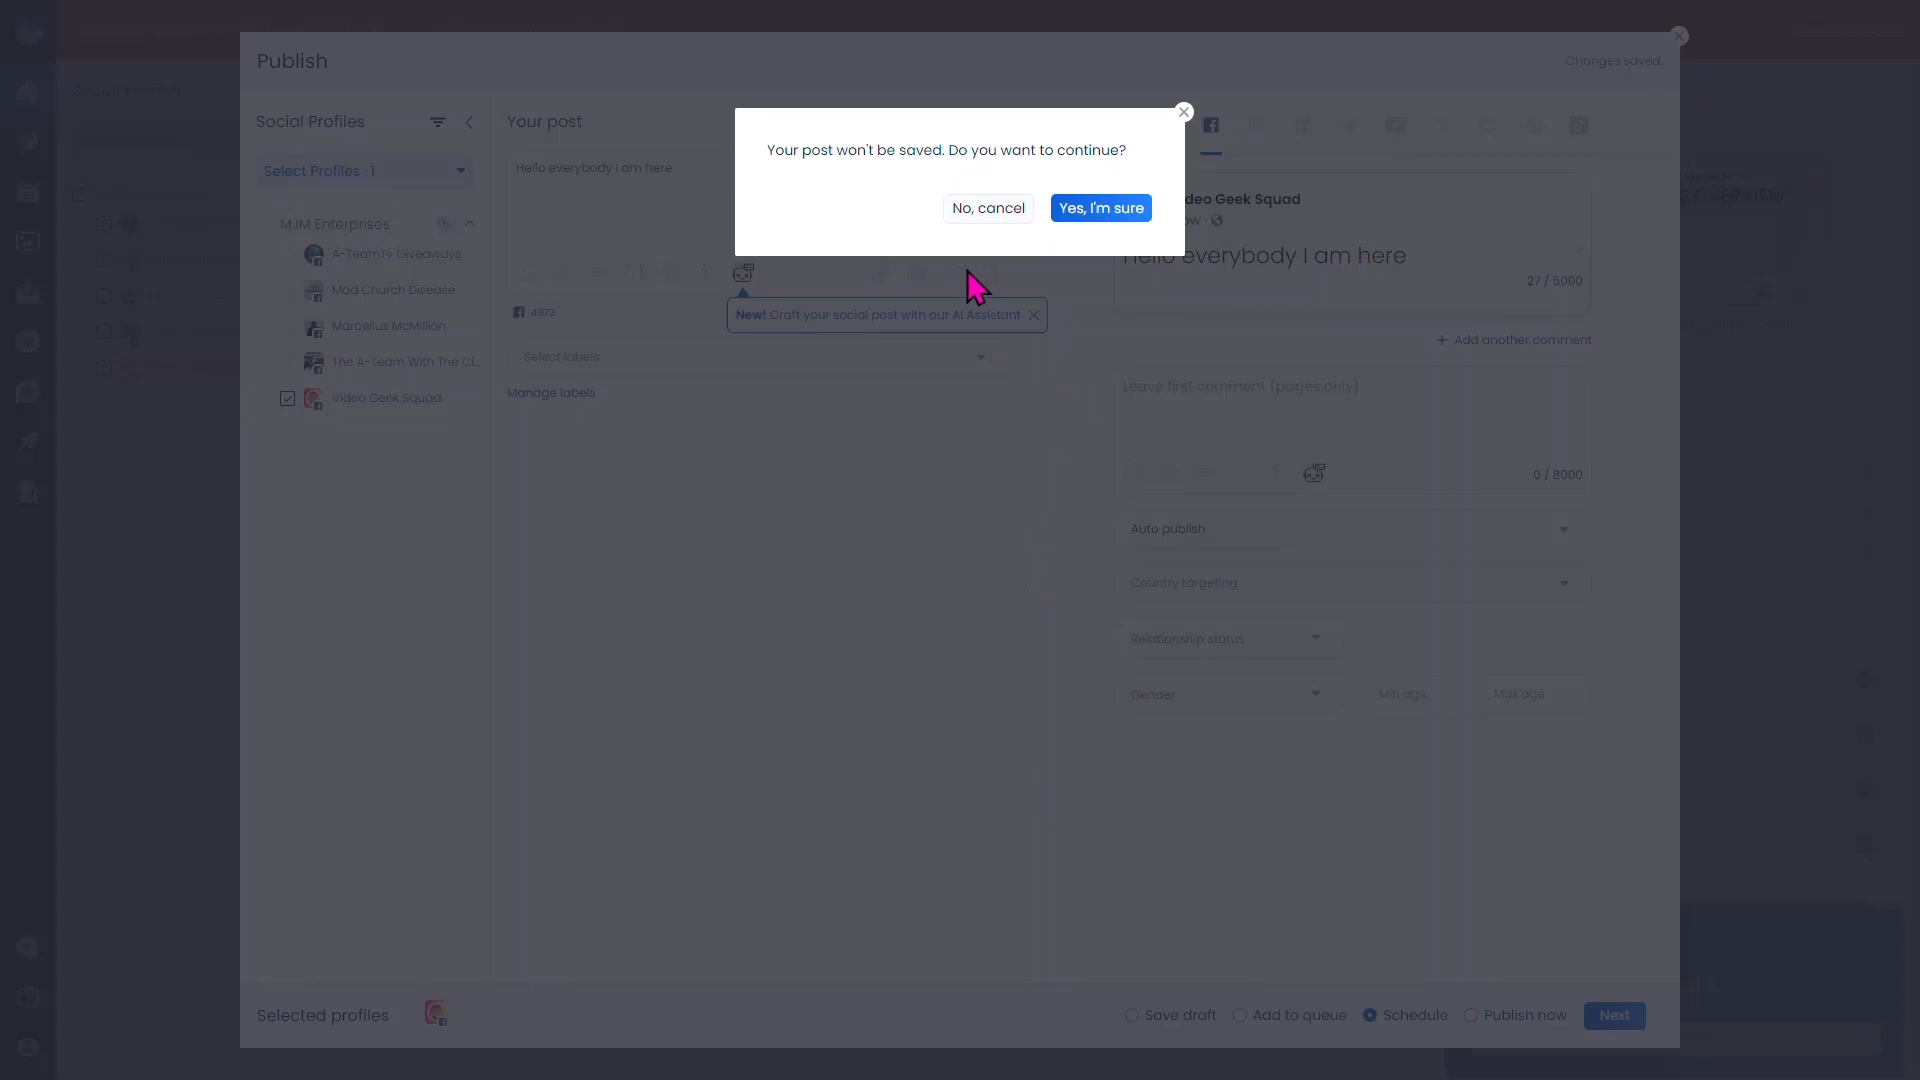 Publish
Changes saved.
Social Profiles
Social Profiles
Your post
Select Profiles · 1
Hello everybody I am here
Your post won't be saved. Do you want to continue?
No, cancel
Yes, I'm sure
MJM Enterprises
A-TeamTv Giveaways
Mad Church Disease
Marcellus McMillian
The A-Team With The Ci...
Video Geek Squad
4973
New! Craft your social post with our Ai Assistant
Select labels
Manage labels
deo Geek Squad
Hello everybody I am here
27 / 5000
Add another comment
Leave first comment (pages only)
0 / 8000
Auto publish
Country targeting
Relationship status
Gender
Min age
Max age
Selected profiles
Save draft
Add to queue
Schedule
Publish now
Next